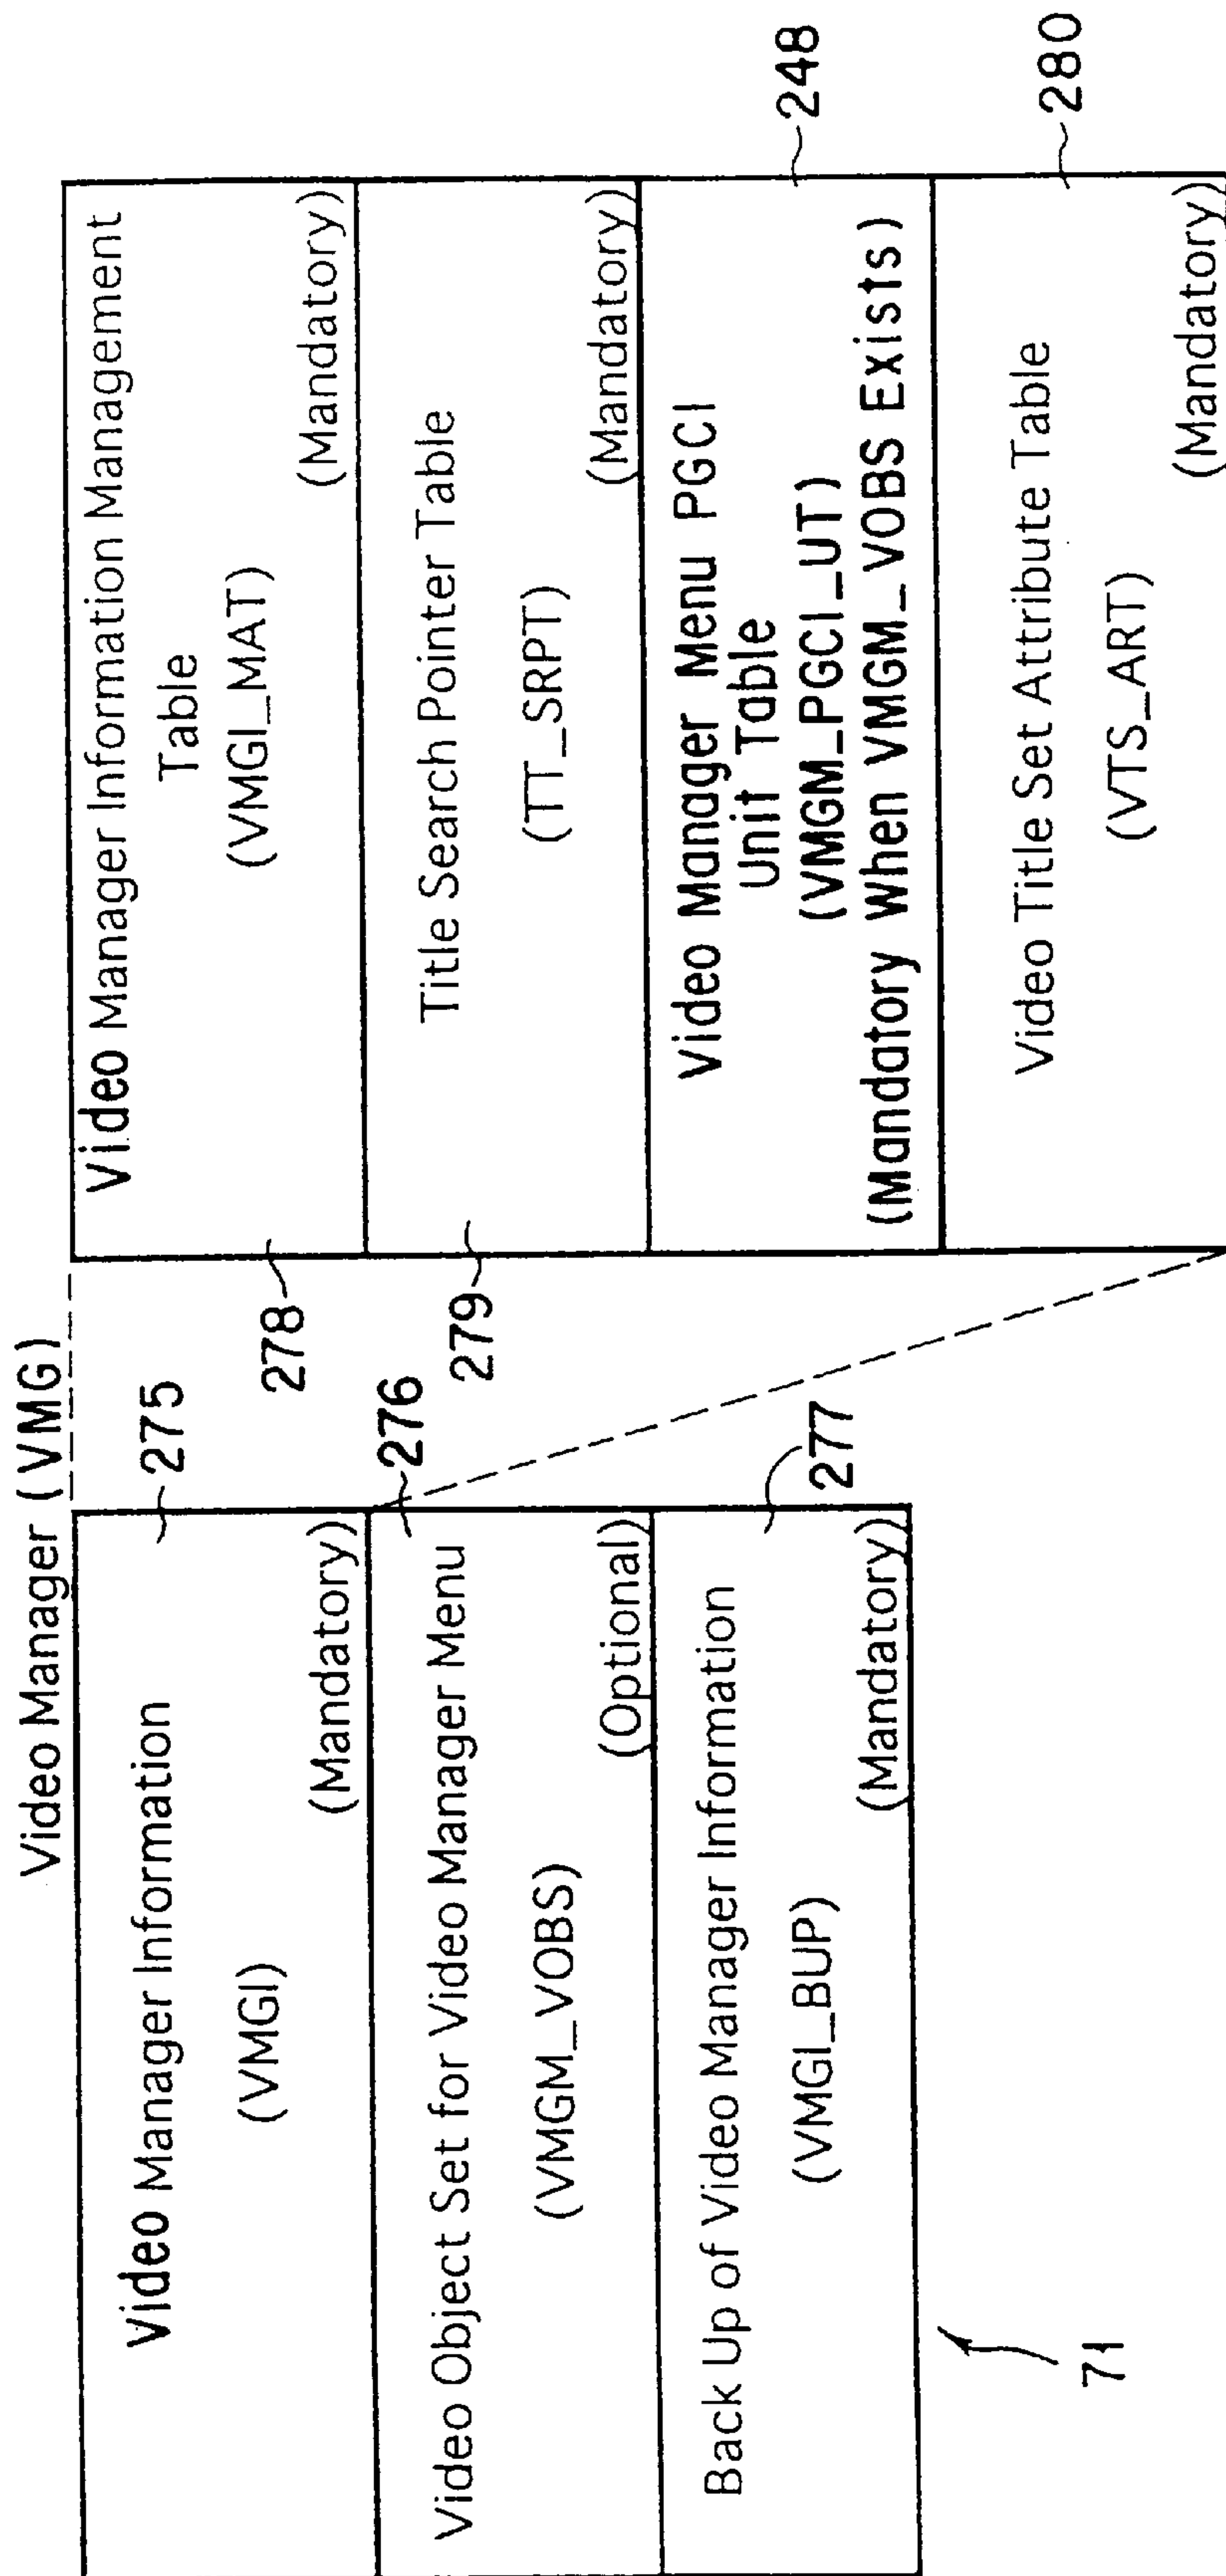 Video Manager (VMG)
275
Video Manager Information
(VMGI)
(Mandatory)
276
Video Object Set for Video Manager Menu
(VMGM_VOBS)
(Optional)
277
Back Up of Video Manager Information
(VMGI_BUP)
(Mandatory)
71
Video Manager Information Management
Table
(VMGI_MAT)
(Mandatory)
278
Title Search Pointer Table
(TT_SRPT)
(Mandatory)
279
Video Manager Menu PGCI
Unit Table
(VMGM_PGCI_UT)
(Mandatory When VMGM_VOBS Exists)
248
Video Title Set Attribute Table
(VTS_ART)
(Mandatory)
280